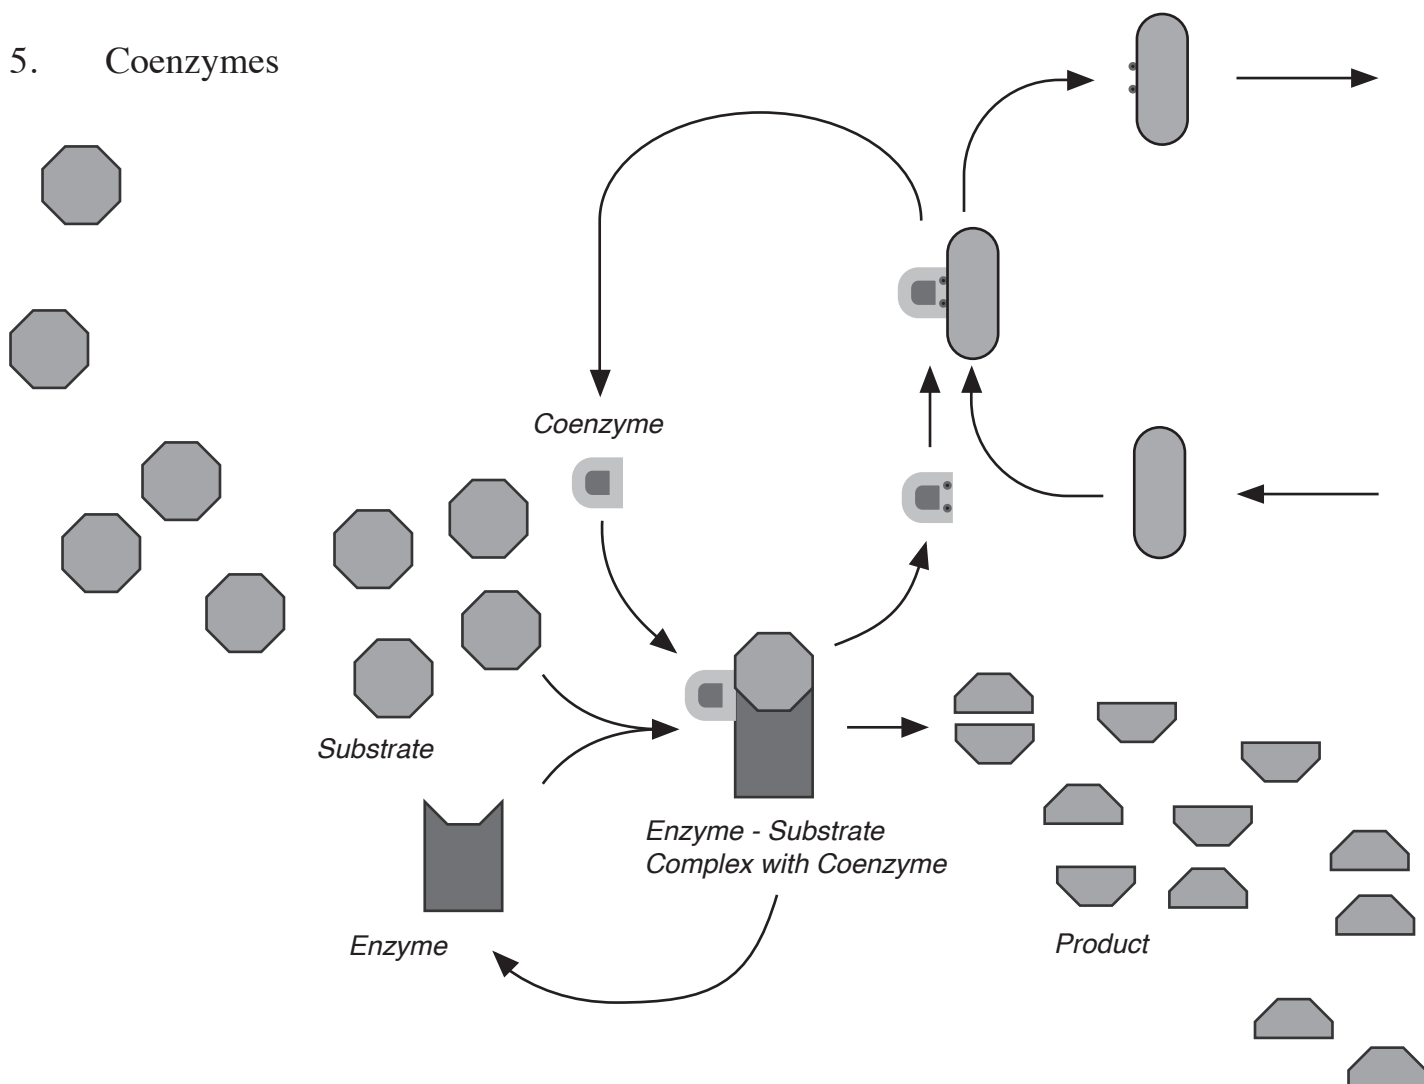 5. Coenzymes
Coenzyme
Substrate
Enzyme - Substrate
Complex with Coenzyme
Enzyme
Product